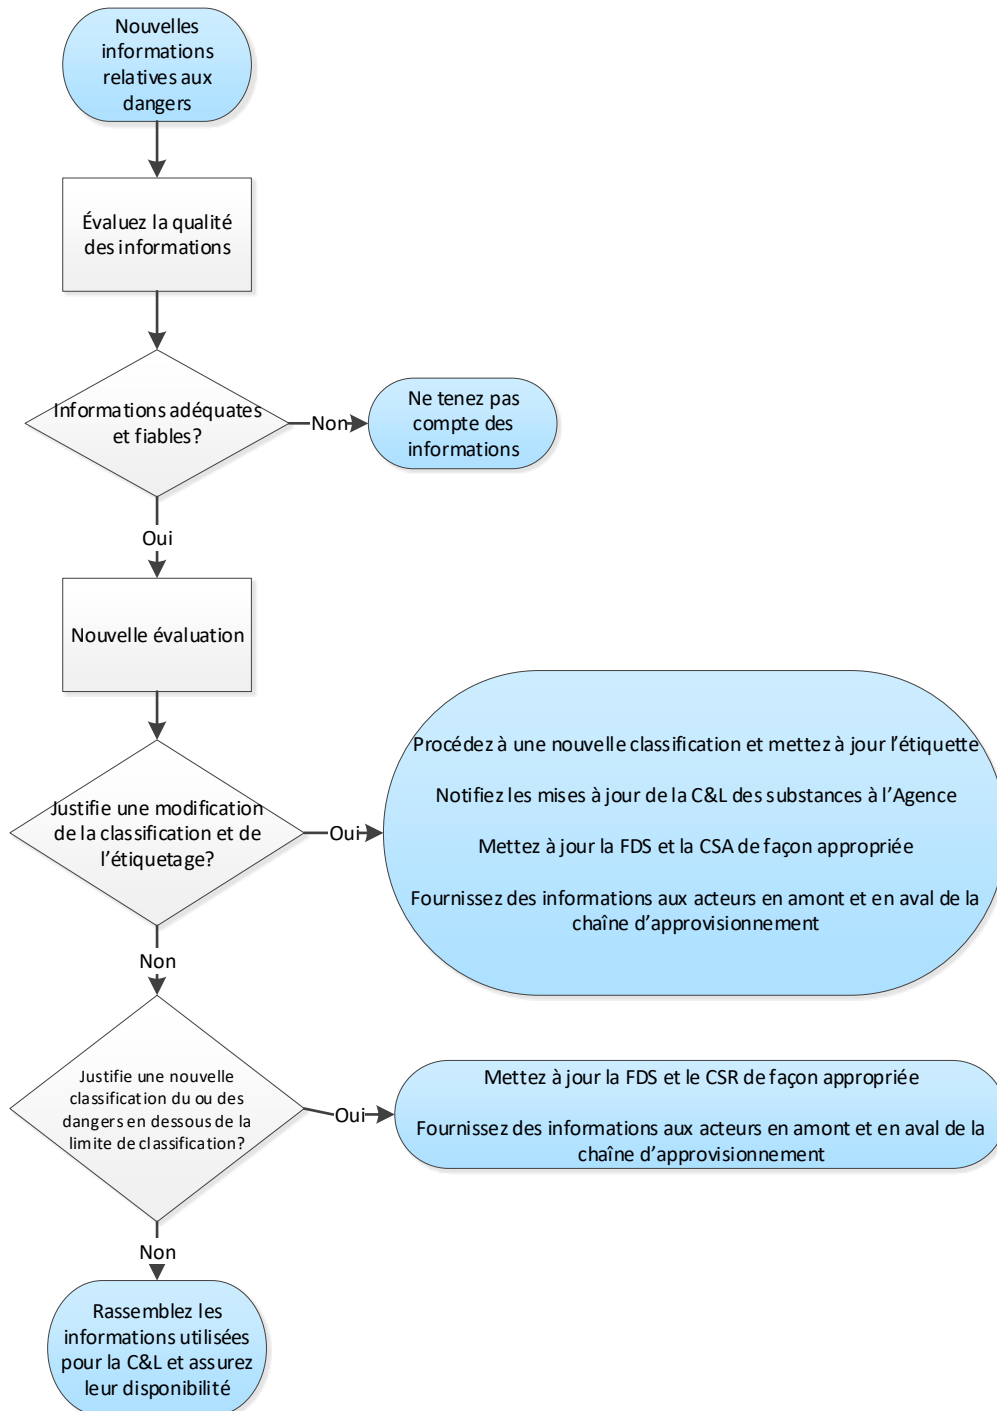 Nouvelles
informations
relatives aux
dangers
Évaluez la qualité
des informations
Informations adéquates
et fiables?
Non
Ne tenez pas
compte des
informations
Oui
Nouvelle évaluation
Justifie une modification
de la classification et de
l’étiquetage?
Oui
Procédez à une nouvelle classification et mettez à jour l’étiquette
Notifiez les mises à jour de la C&L des substances à l’Agence
Mettez à jour la FDS et la CSA de façon appropriée
Fournissez des informations aux acteurs en amont et en aval de la
chaîne d’approvisionnement
Non
Justifie une nouvelle
classification du ou des
dangers en dessous de la
limite de classification?
Oui
Mettez à jour la FDS et le CSR de façon appropriée
Fournissez des informations aux acteurs en amont et en aval de la
chaîne d’approvisionnement
Non
Rassemblez les
informations utilisées
pour la C&L et assurez
leur disponibilité